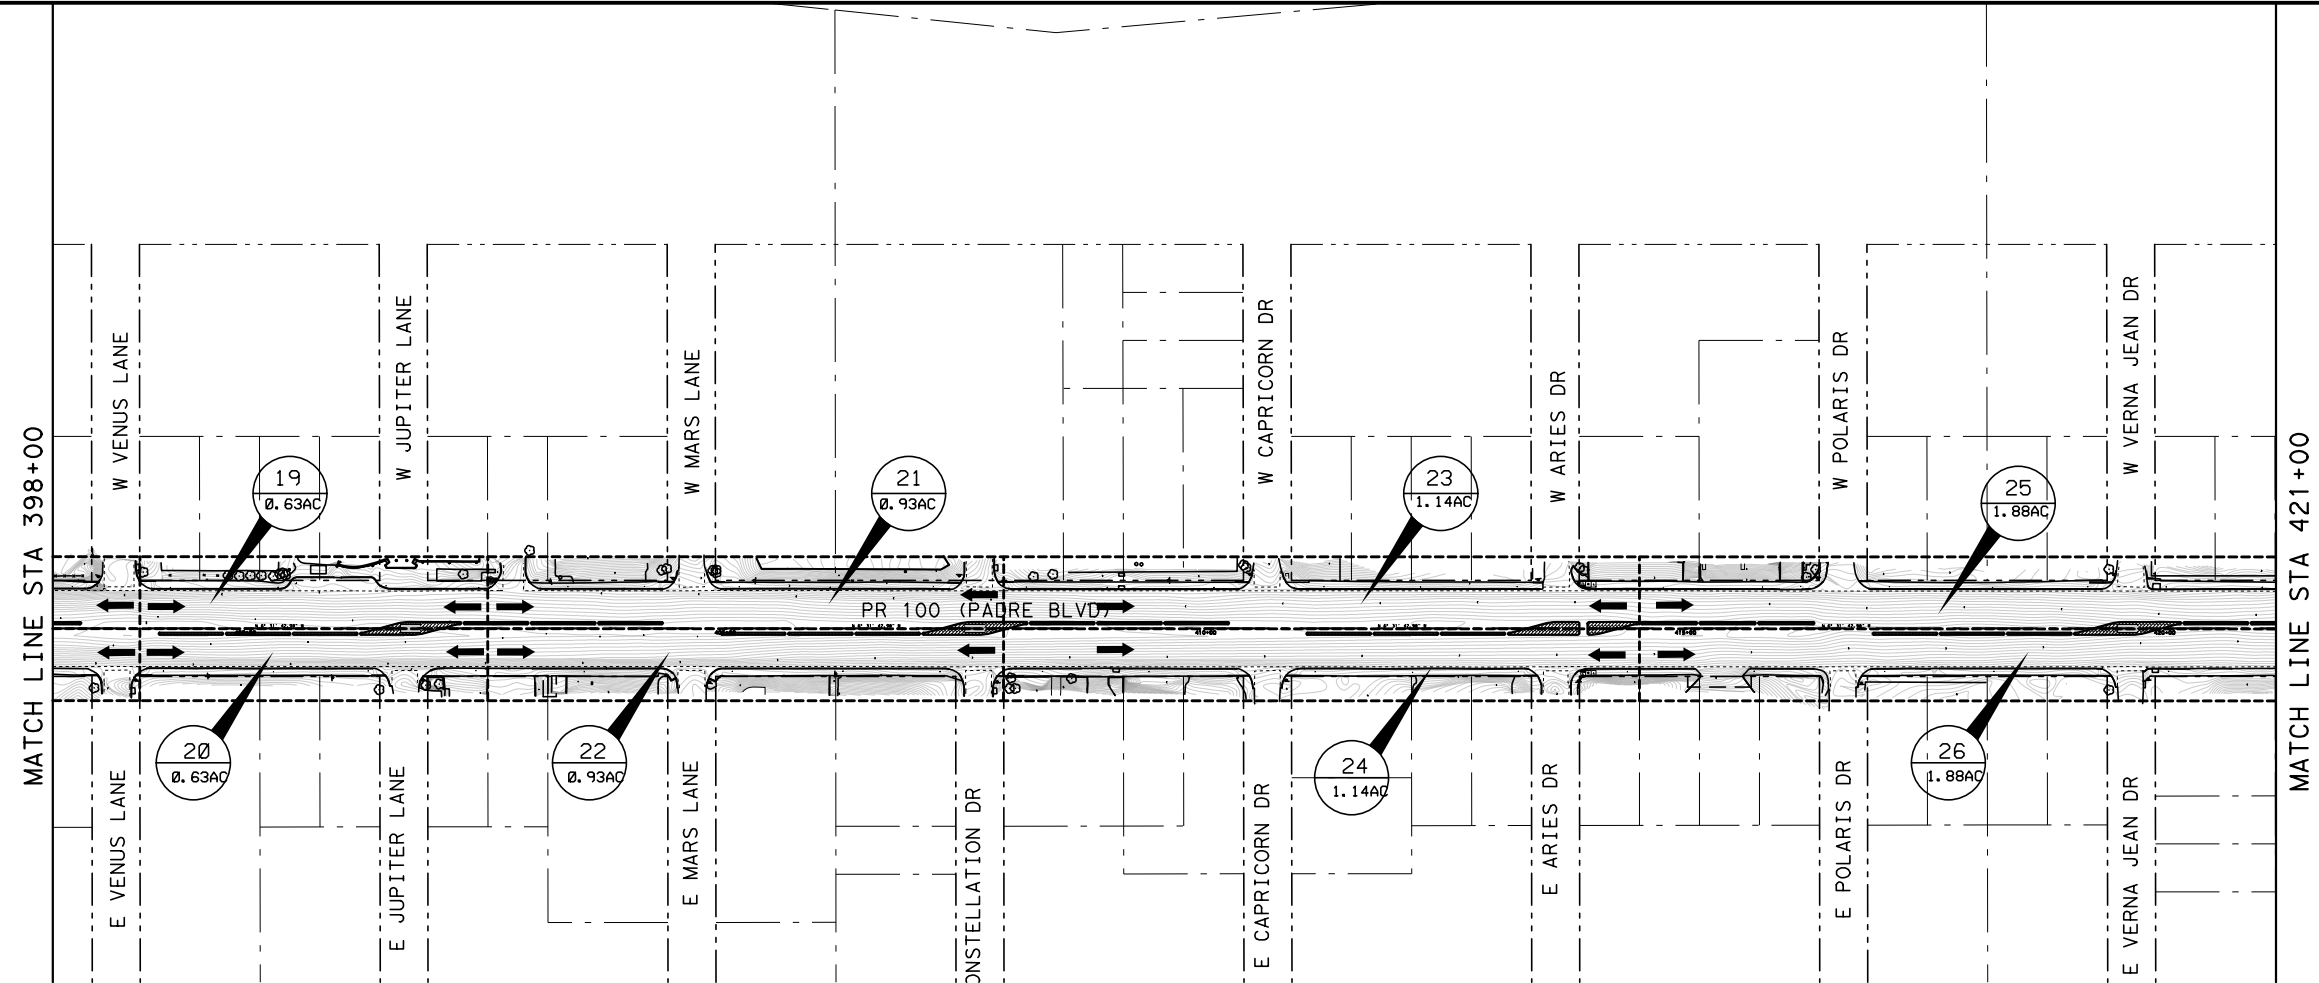 MATCH LINE STA 398+00
W VENUS LANE
W JUPITER LANE
W MARS LANE
W CAPRICORN DR
W ARIES DR
W POLARIS DR
W VERNA JEAN DR
MATCH LINE STA 421+00
19
0.63AC
21
0.93AC
23
1.14AC
25
1.88AC
PR 100 (PADRE BLVD)
20
0.63AC
22
0.93AC
24
1.14AC
26
1.88AC
E VENUS LANE
E JUPITER LANE
E MARS LANE
ONSTELLATION DR
E CAPRICORN DR
E ARIES DR
E POLARIS DR
E VERNA JEAN DR